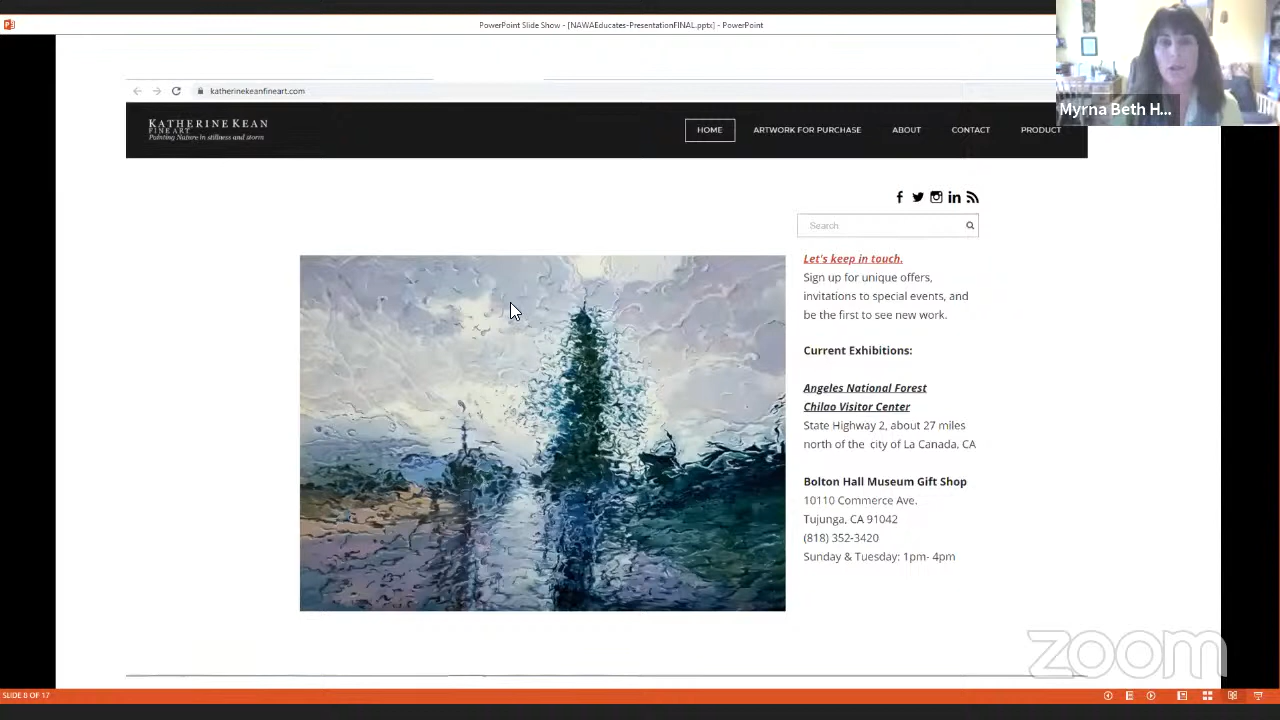 PowerPoint Slide Show - [NAWAEducates-PresentationFINAL.pptx] - PowerPoint
Myrna Beth H...
katherinekeanfineart.com
KATHERINE KEAN
FINE ART
Painting Nature in stillness and storm
HOME ARTWORK FOR PURCHASE ABOUT CONTACT PRODUCT
Search
Let's keep in touch.
Sign up for unique offers,
invitations to special events, and
be the first to see new work.
Current Exhibitions:
Angeles National Forest
Chilao Visitor Center
State Highway 2, about 27 miles
north of the city of La Canada, CA
Bolton Hall Museum Gift Shop
10110 Commerce Ave.
Tujunga, CA 91042
(818) 352-3420
Sunday & Tuesday: 1pm- 4pm
zoom
SLIDE 8 OF 17